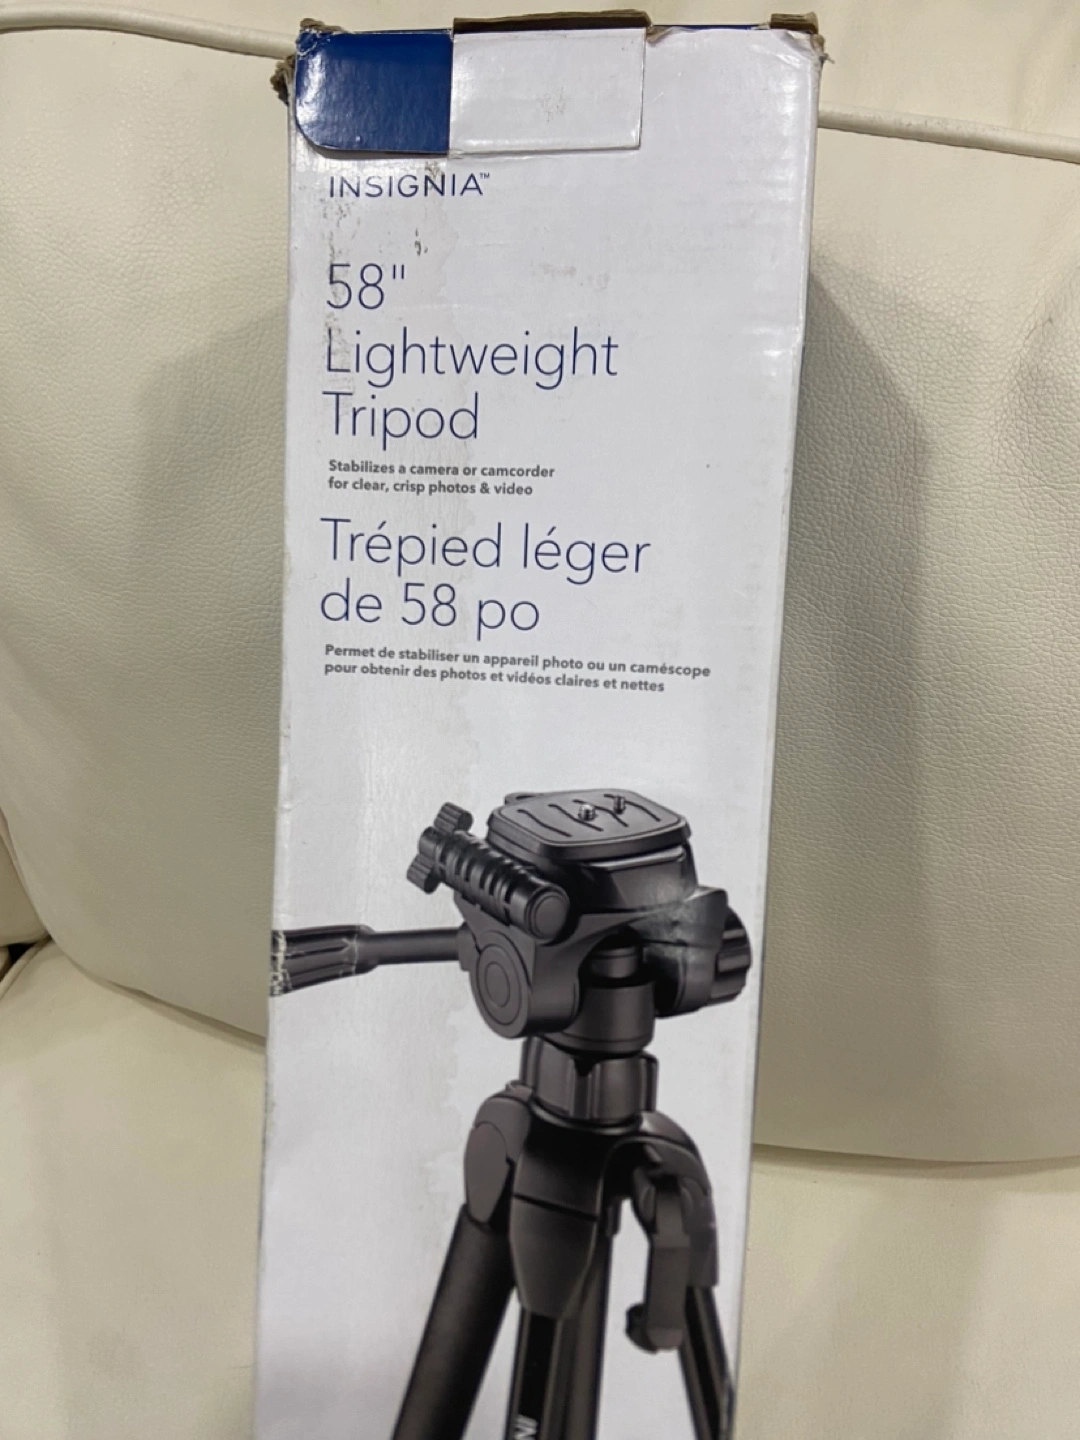 INSIGNIA™
58"
Lightweight
Tripod
Stabilizes a camera or camcorder
for clear, crisp photos & video
Trépied léger
de 58 po
Permet de stabiliser un appareil photo ou un caméscope
pour obtenir des photos et vidéos claires et nettes